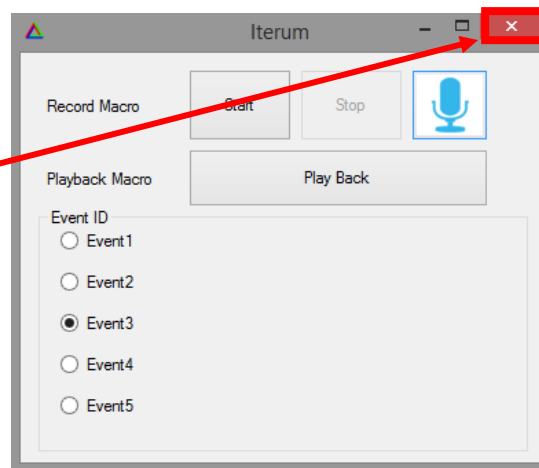 Iterum
Record Macro
Start
Stop
Playback Macro
Play Back
Event ID
Event1
Event2
Event3
Event4
Event5